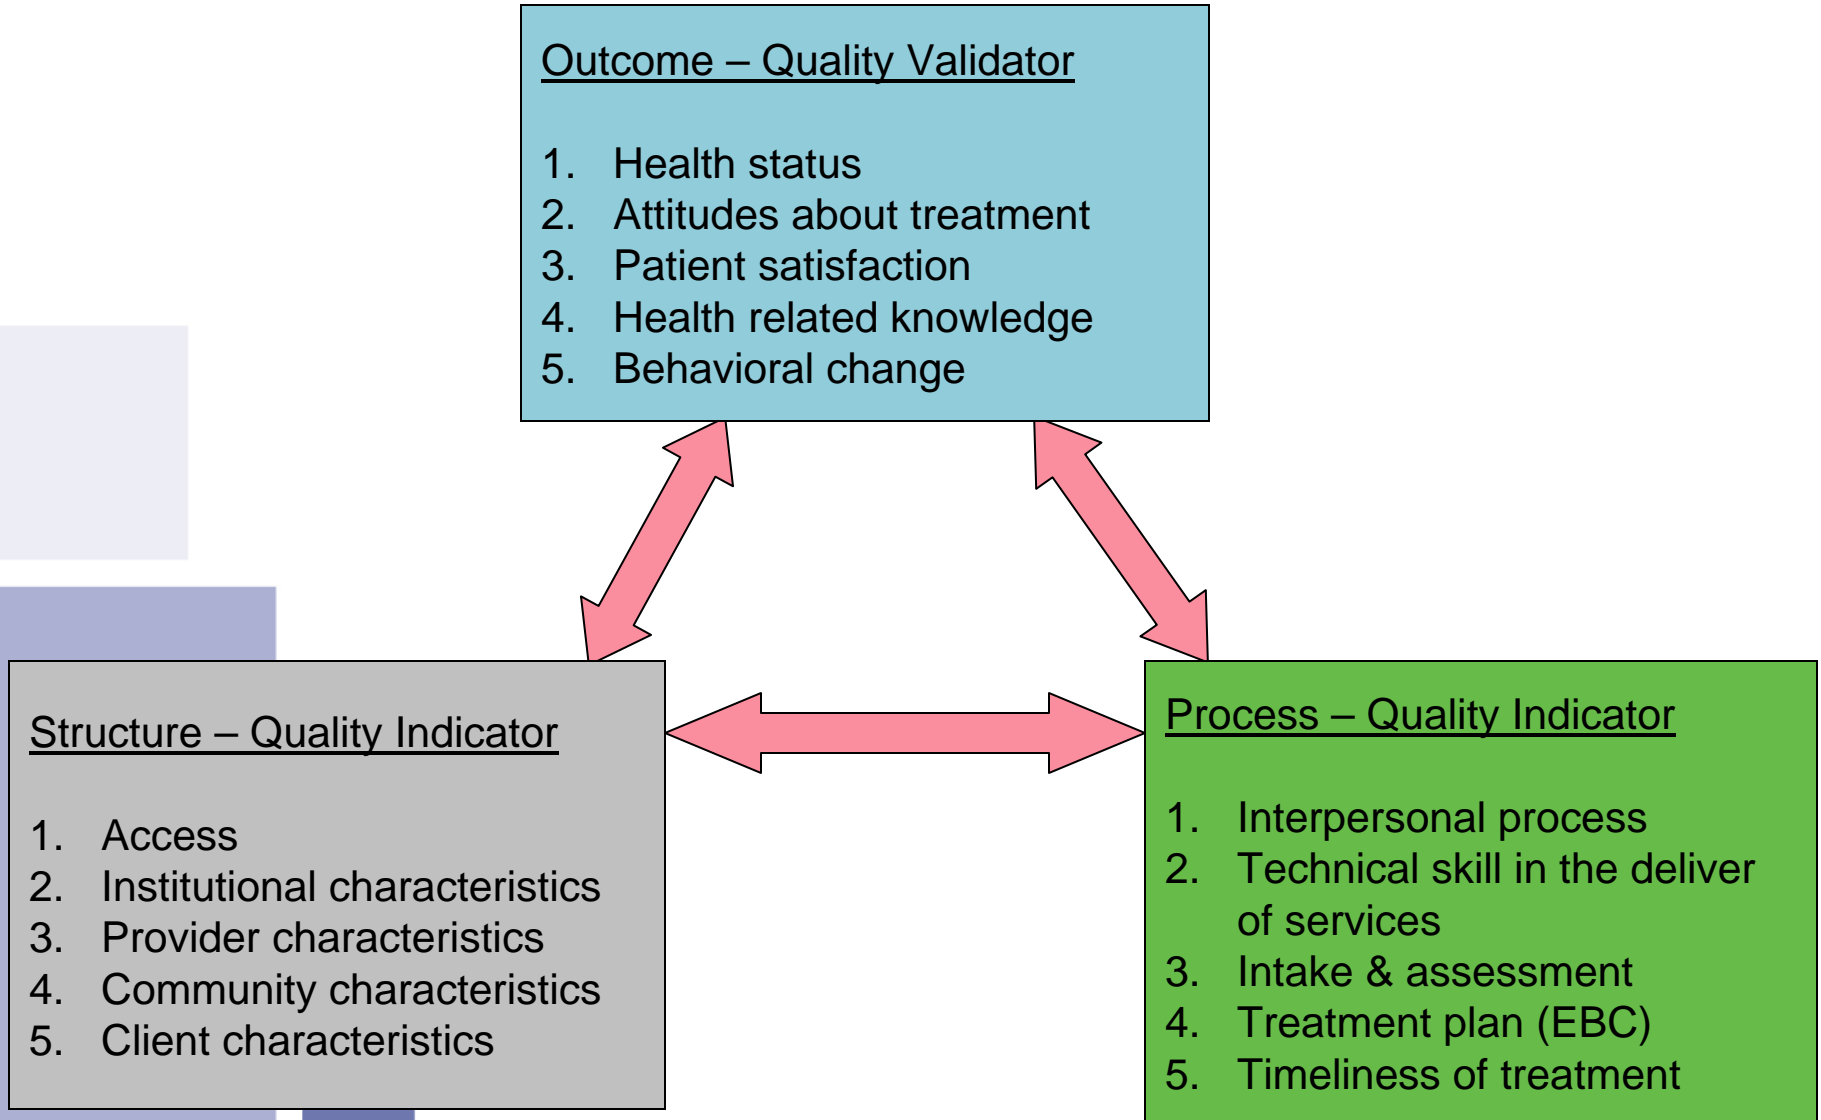 Outcome – Quality Validator
1. Health status
2. Attitudes about treatment
3. Patient satisfaction
4. Health related knowledge
5. Behavioral change
Structure – Quality Indicator
1. Access
2. Institutional characteristics
3. Provider characteristics
4. Community characteristics
5. Client characteristics
Process – Quality Indicator
1. Interpersonal process
2. Technical skill in the deliver
of services
3. Intake & assessment
4. Treatment plan (EBC)
5. Timeliness of treatment